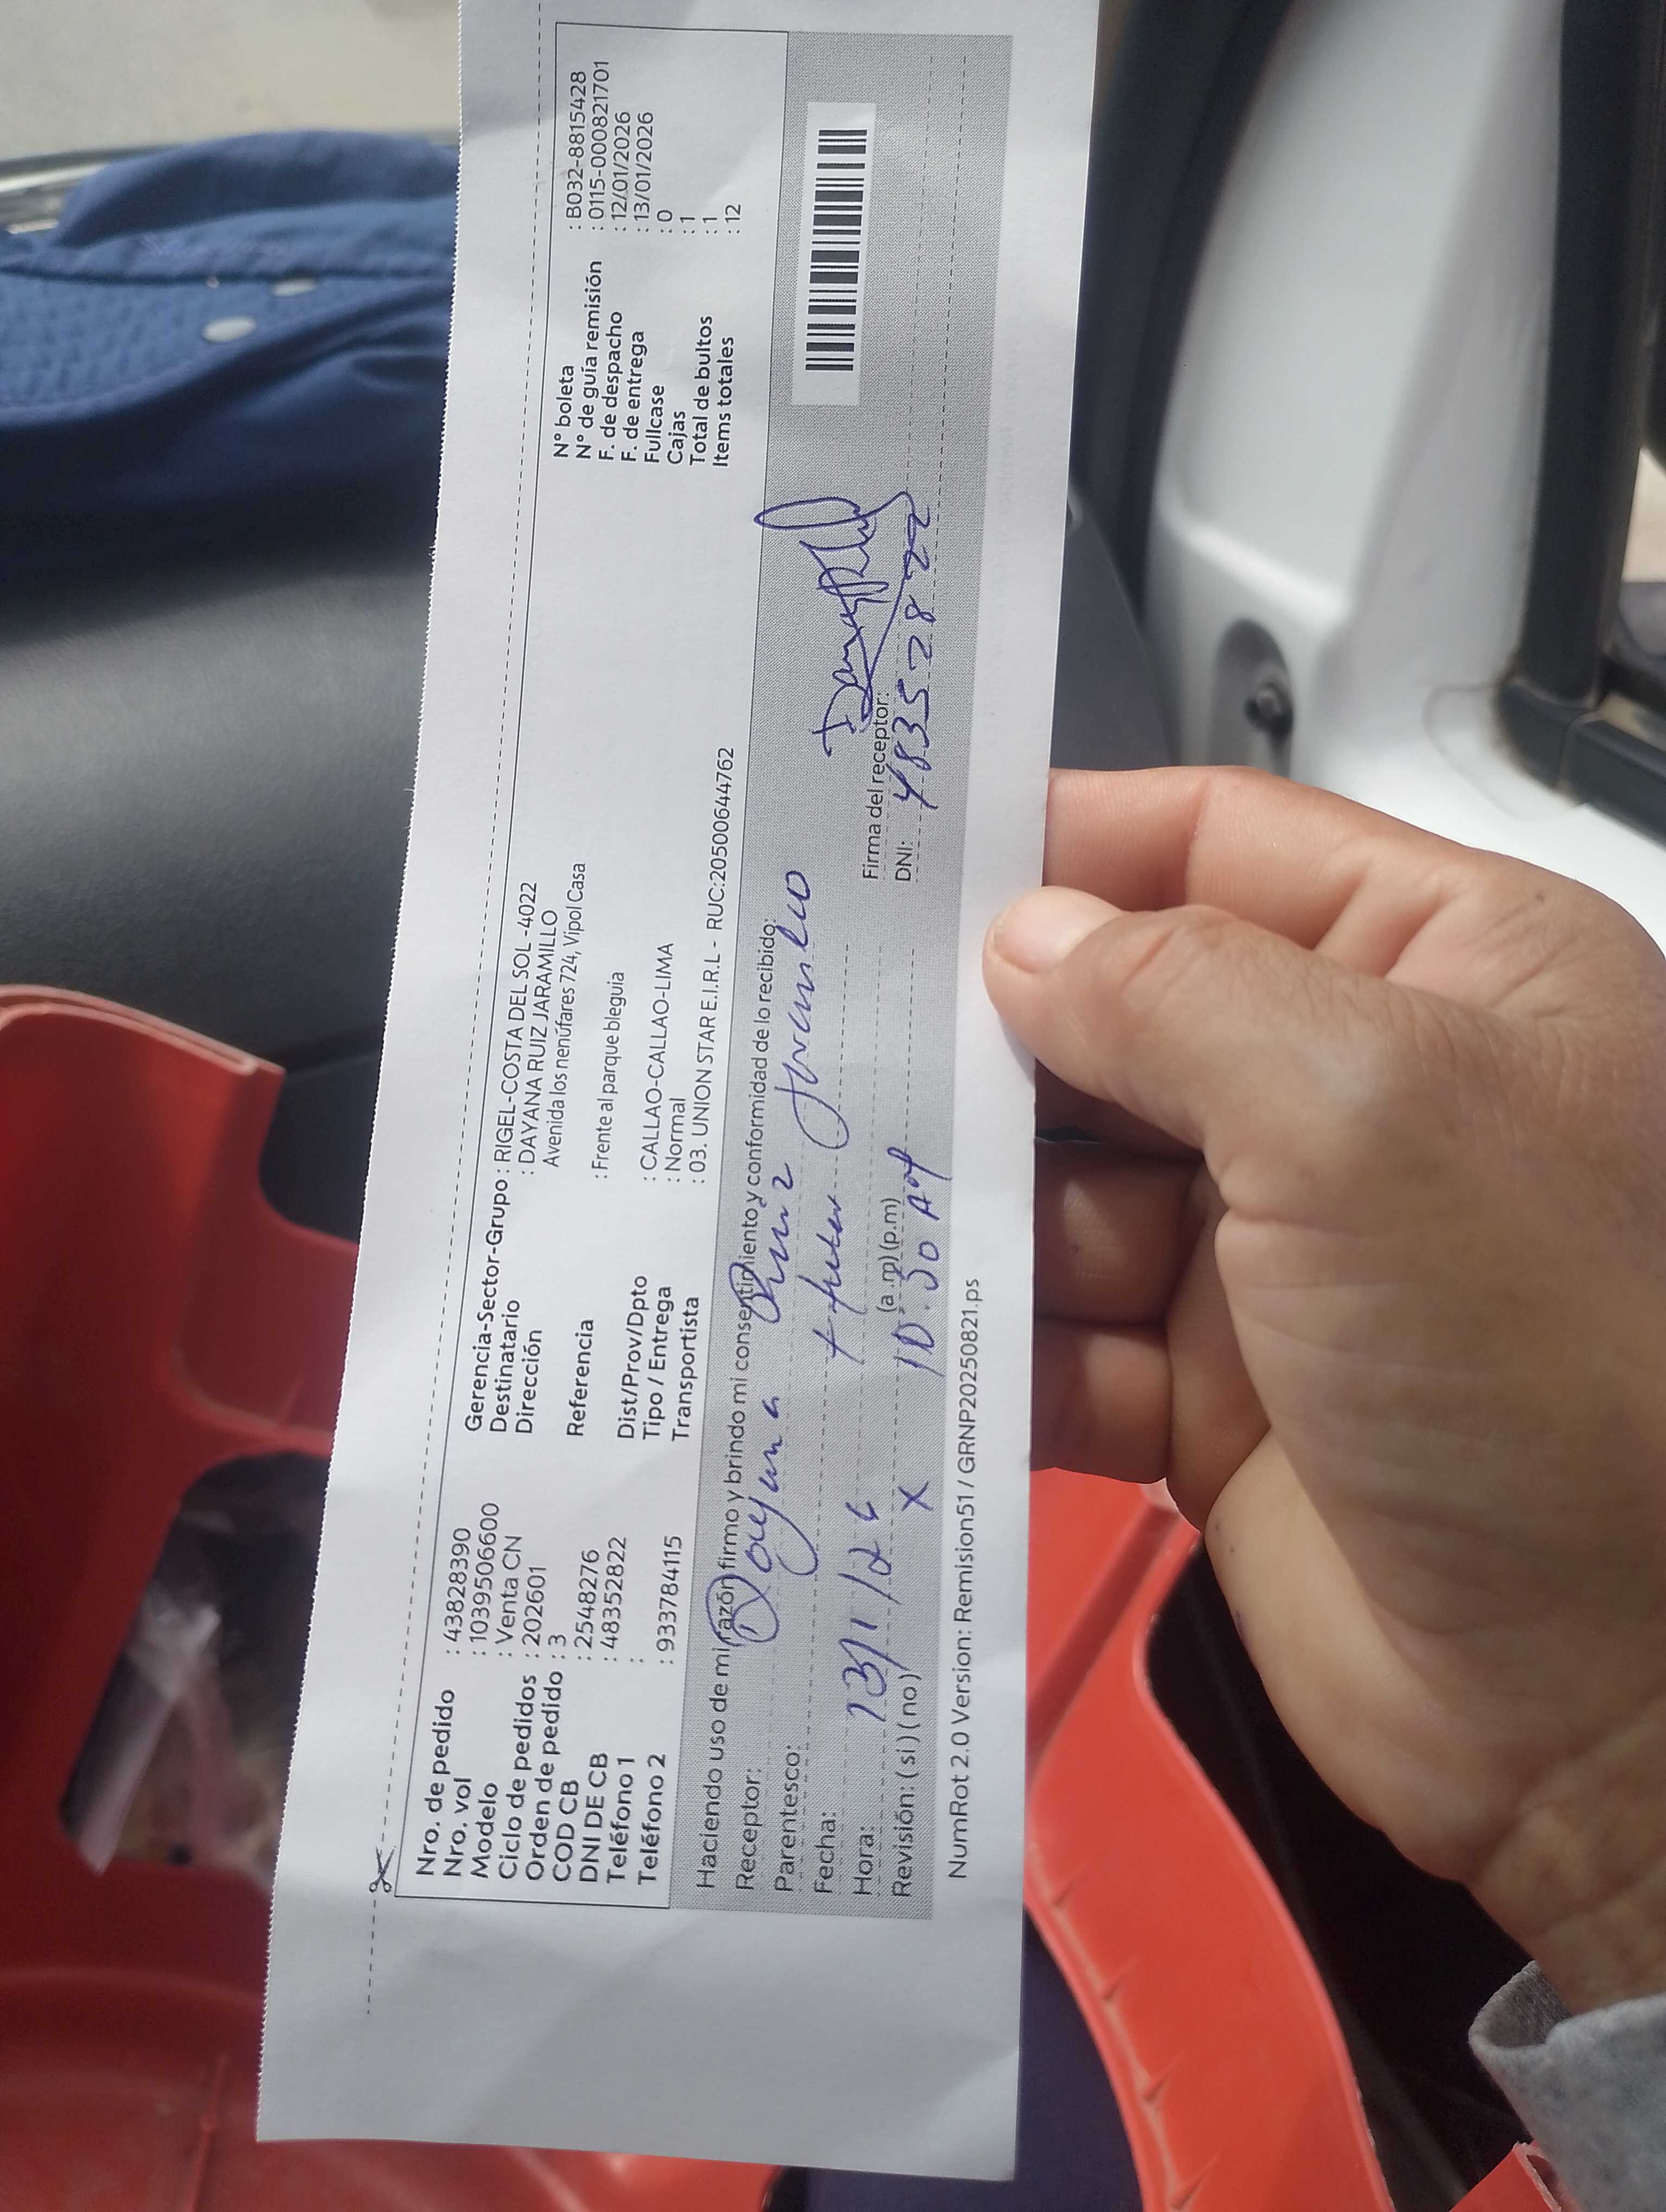 Nro. de pedido : 43828390
Nro. vol : 1039506600
Modelo : Venta CN
Ciclo de pedidos : 202601
Orden de pedido : 3
COD CB : 2548276
DNI DE CB : 48352822
Teléfono 1 :
Teléfono 2 : 933784115
Gerencia-Sector-Grupo : RIGEL-COSTA DEL SOL -4022
Destinatario : DAYANA RUIZ JARAMILLO
Dirección Avenida los nenúfares 724, Vipol Casa
Referencia : Frente al parque bleguia
Dist/Prov/Dpto : CALLAO-CALLAO-LIMA
Tipo / Entrega : Normal
Transportista : 03. UNION STAR E.I.R.L - RUC:20500644762
N° boleta : B032-8815428
N° de guía remisión : 0115-0000821701
F. de despacho : 12/01/2026
F. de entrega : 13/01/2026
Fullcase : 0
Cajas : 1
Total de bultos : 1
Items totales : 12
Haciendo uso de mi razón firmo y brindo mi consentimiento y conformidad de lo recibido:
Receptor: Dayana Ruiz Jaramillo
Parentesco:
Fecha: 13/1/26
Hora: (a.m) (p.m)
Revisión: ( si ) ( no ) X
Firma del receptor:
DNI: 48352822
NumRot 2.0 Version: Remision51 / GRNP20250821.ps